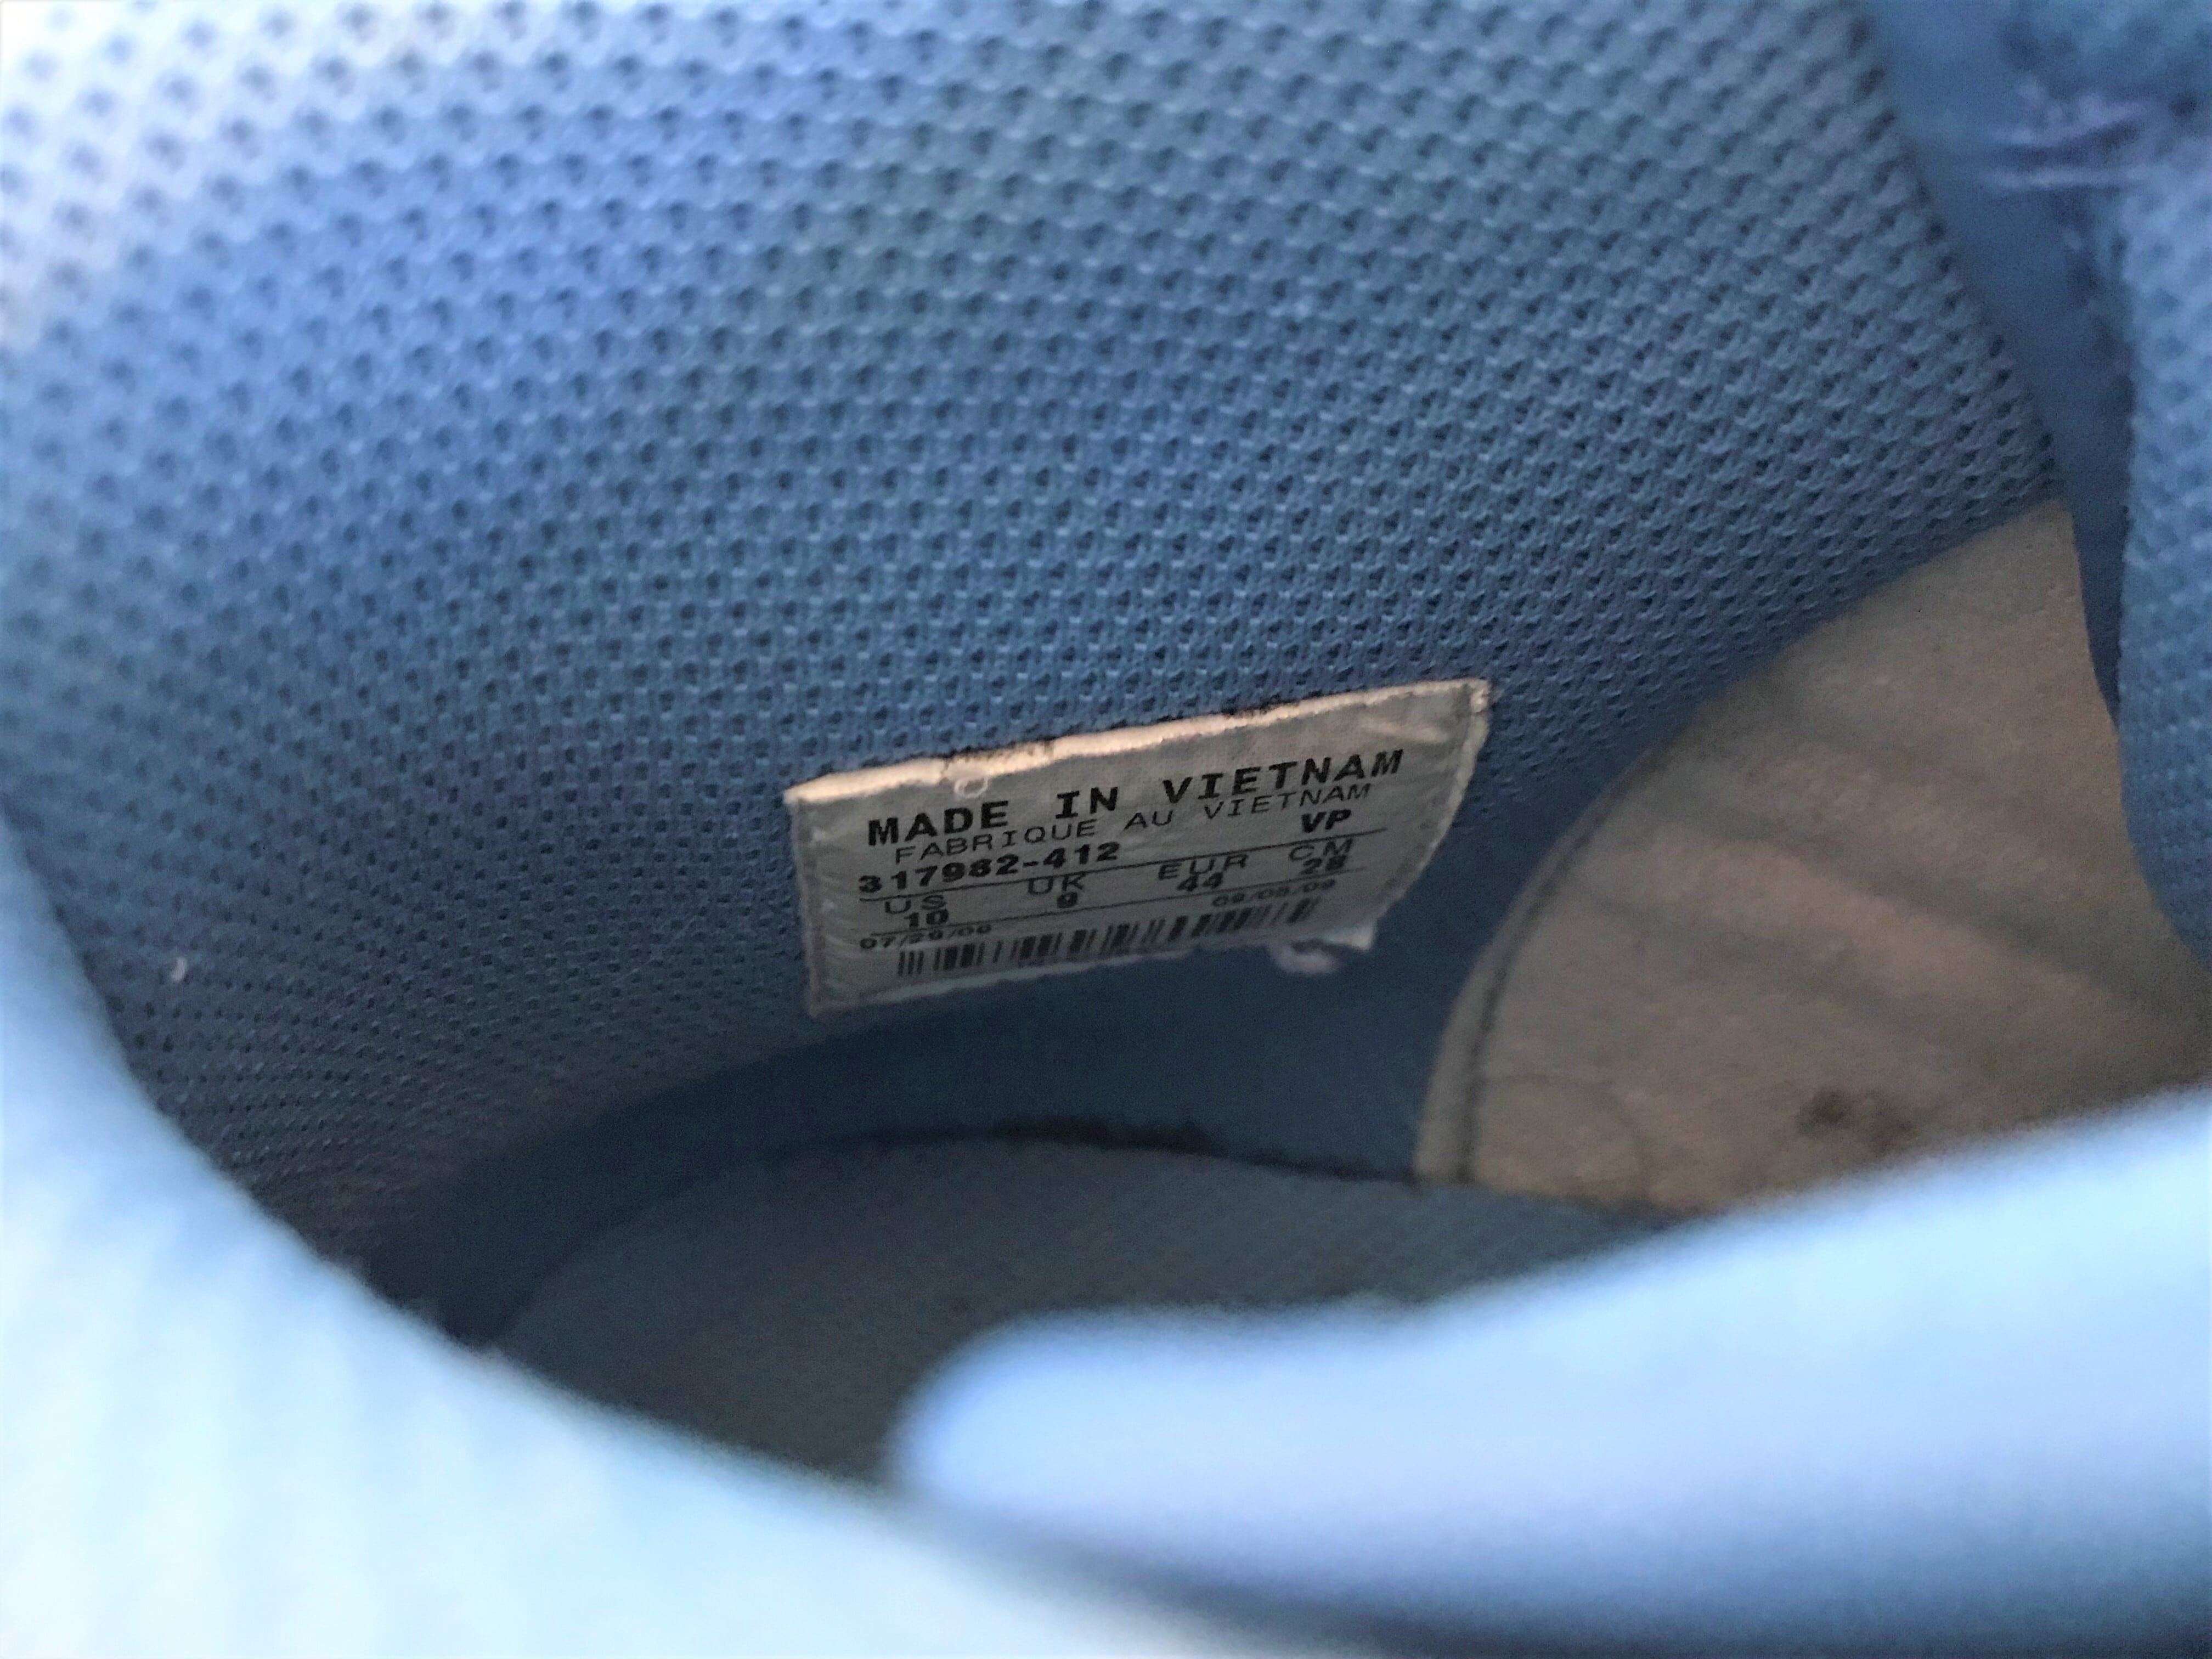 MADE IN VIETNAM
FABRIQUE AU VIETNAM
317982-412 VP
US UK EUR CM
10 9 44 28